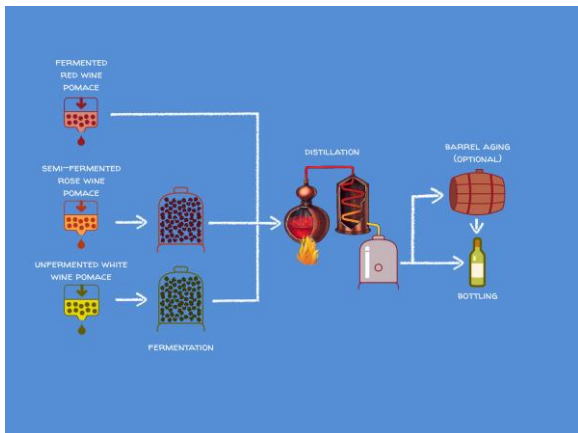 FERMENTED
RED WINE
POMACE
SEMI-FERMENTED
ROSE WINE
POMACE
UNFERMENTED WHITE
WINE POMACE
FERMENTATION
DISTILLATION
BARREL AGING
(OPTIONAL)
BOTTLING